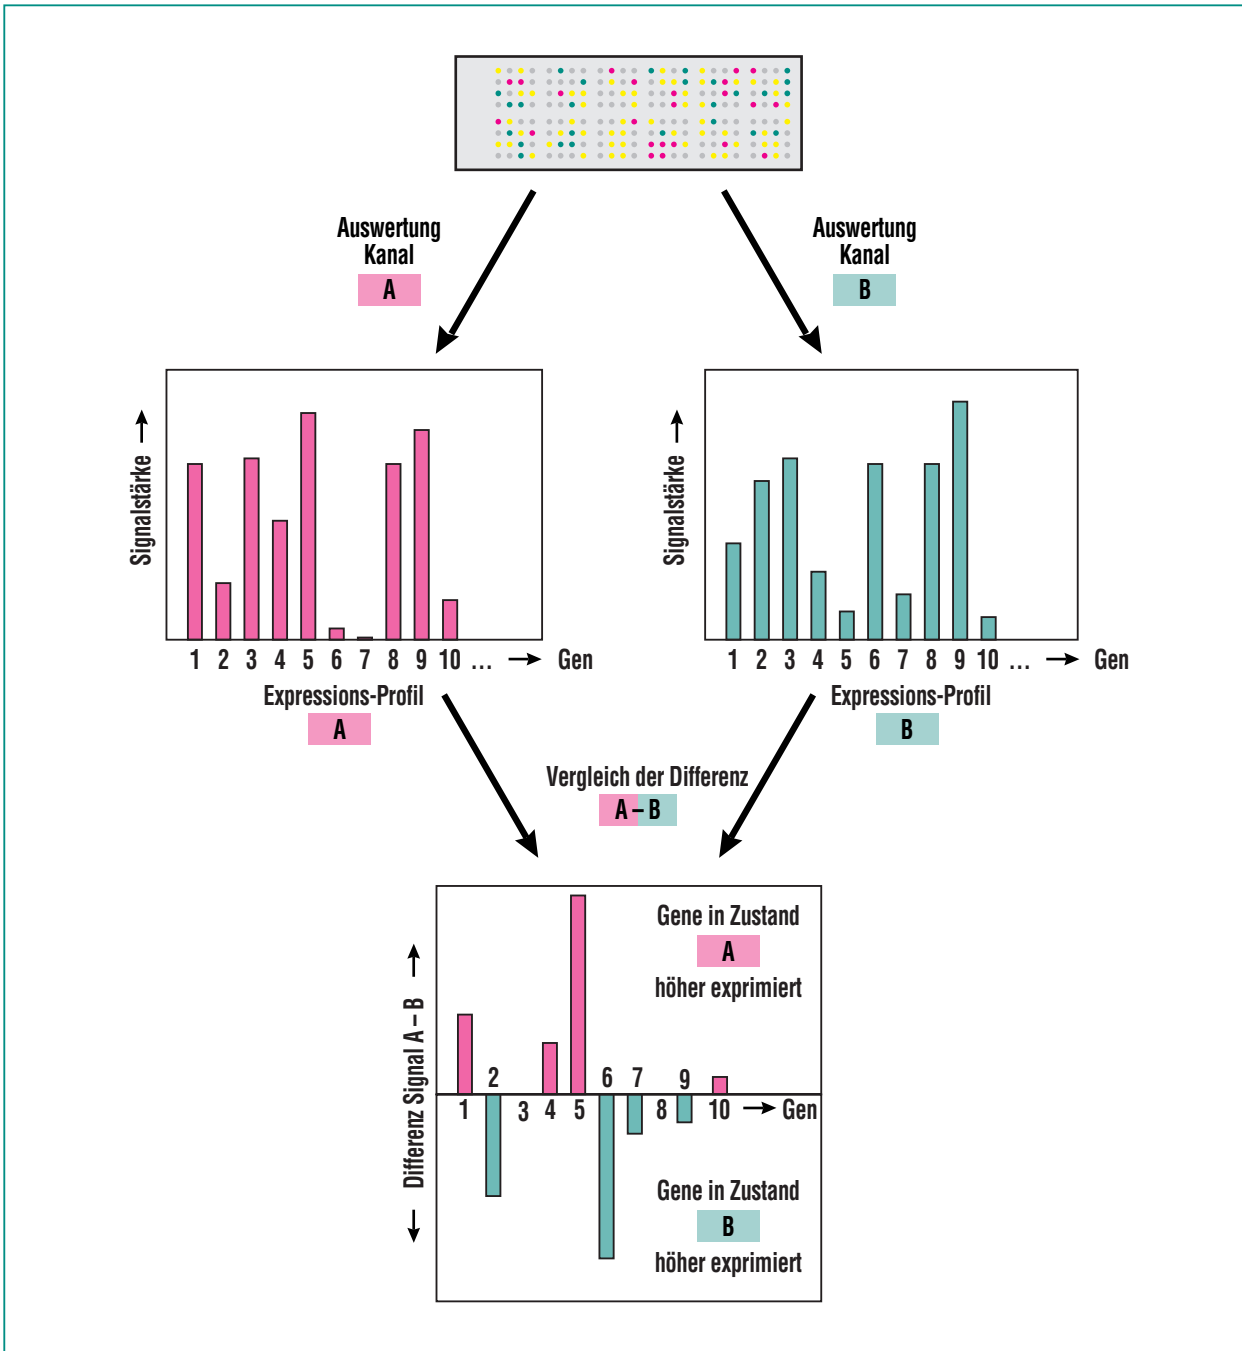 Auswertung
Kanal
A
Auswertung
Kanal
B
Signalstärke
1 2 3 4 5 6 7 8 9 10 ... Gen
Expressions-Profil
A
Signalstärke
1 2 3 4 5 6 7 8 9 10 ... Gen
Expressions-Profil
B
Vergleich der Differenz
A – B
Differenz Signal A – B
Gene in Zustand
A
höher exprimiert
2 6 7 9
1 3 4 5 8 10 Gen
Gene in Zustand
B
höher exprimiert